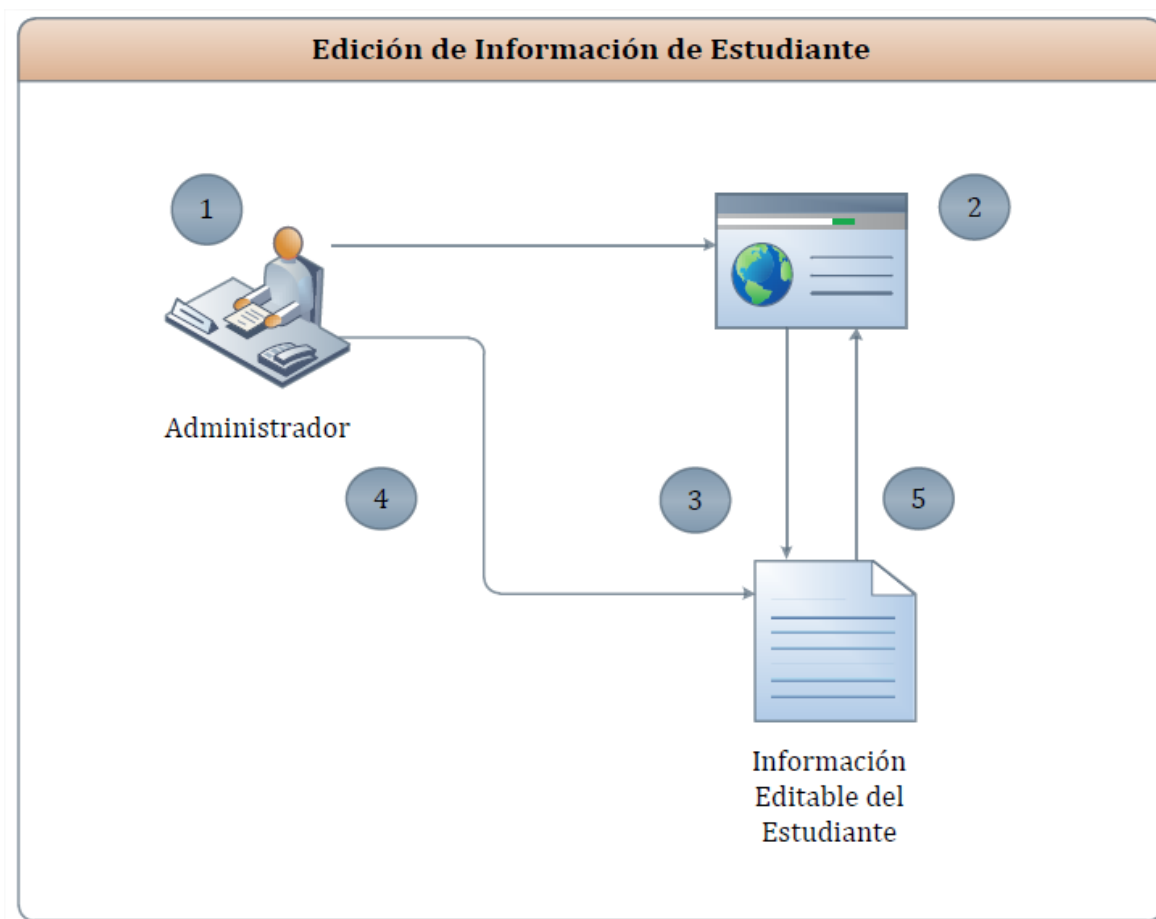 Edición de Información de Estudiante
1
2
Administrador
4
3
5
Información
Editable del
Estudiante